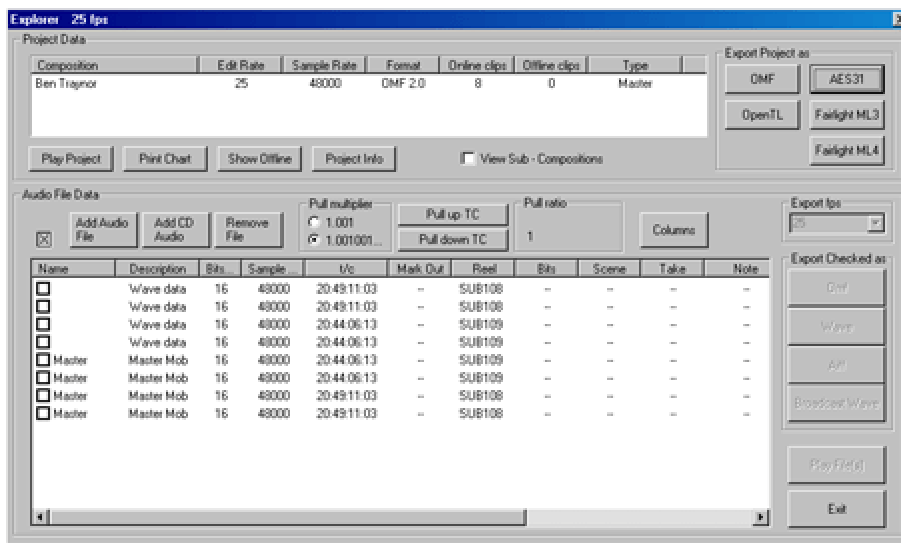 Explorer 25 fps
Project Data
Composition Edit Rate Sample Rate Format Online clips Offline clips Type
Ben Traynor 25 48000 OMF 2.0 8 0 Master
Export Project as
OMF AES31
OpenTL Fairlight ML3
Fairlight ML4
Play Project Print Chart Show Offline Project Info View Sub - Compositions
Audio File Data
Add Audio File Add CD Audio Remove File
Pull multiplier
1.001
1.001001...
Pull up TC
Pull down TC
Pull ratio
1
Columns
Export fps
25
Name Description Bits... Sample ... t/c Mark Out Reel Bits Scene Take Note
Wave data 16 48000 20:49:11:03 -- SUB108 -- -- -- --
Wave data 16 48000 20:49:11:03 -- SUB108 -- -- -- --
Wave data 16 48000 20:44:06:13 -- SUB109 -- -- -- --
Wave data 16 48000 20:44:06:13 -- SUB109 -- -- -- --
Master Master Mob 16 48000 20:44:06:13 -- SUB109 -- -- -- --
Master Master Mob 16 48000 20:44:06:13 -- SUB109 -- -- -- --
Master Master Mob 16 48000 20:49:11:03 -- SUB108 -- -- -- --
Master Master Mob 16 48000 20:49:11:03 -- SUB108 -- -- -- --
Export Checked as
Omf
Wave
Aiff
Broadcast Wave
Play File(s)
Exit